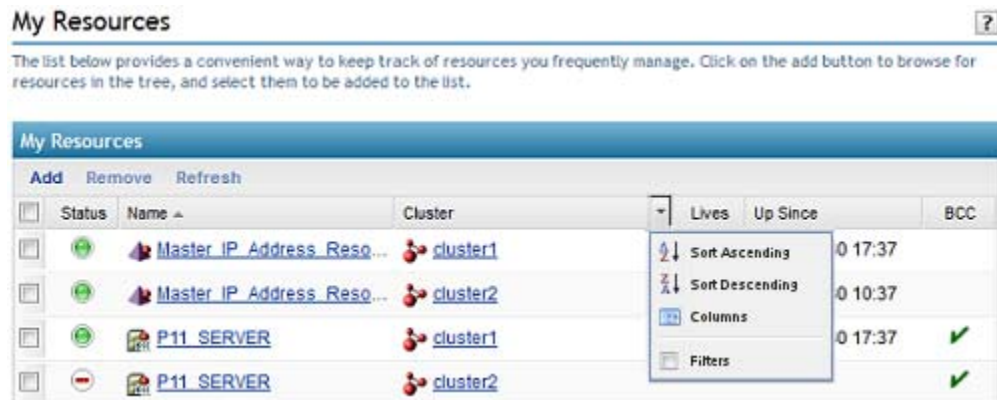 My Resources
?
The list below provides a convenient way to keep track of resources you frequently manage. Click on the add button to browse for
resources in the tree, and select them to be added to the list.
My Resources
Add Remove Refresh
Status Name Cluster Lives Up Since BCC
Master_IP_Address_Reso... cluster1 0 17:37
Master_IP_Address_Reso... cluster2 0 10:37
P11_SERVER cluster1 0 17:37
P11_SERVER cluster2
Sort Ascending
Sort Descending
Columns
Filters